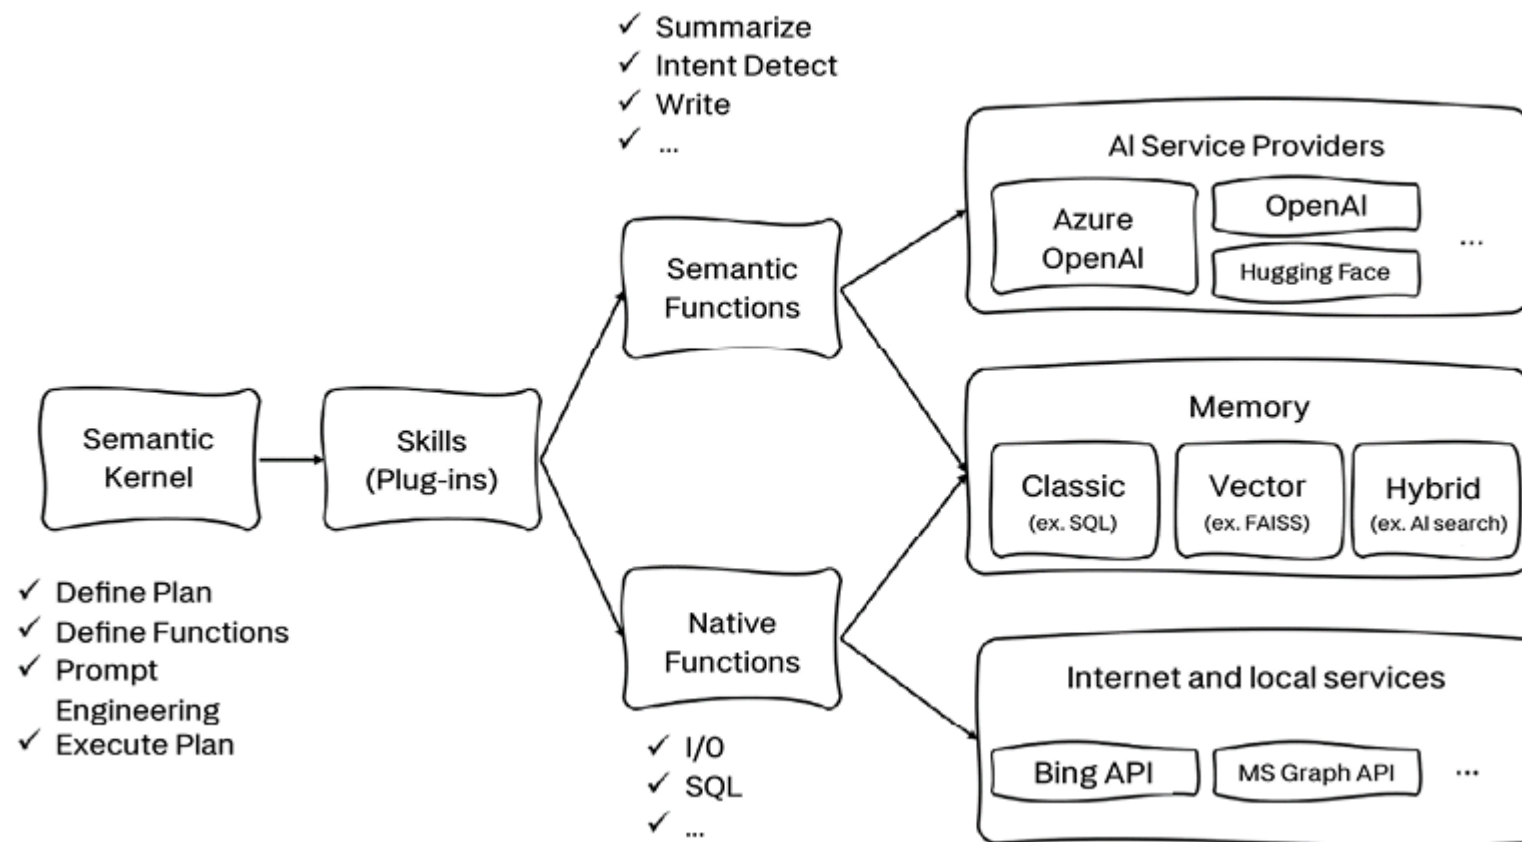 ✓ Summarize
✓ Intent Detect
✓ Write
✓ ...
Semantic
Kernel
✓ Define Plan
✓ Define Functions
✓ Prompt
Engineering
✓ Execute Plan
Skills
(Plug-ins)
Semantic
Functions
Native
Functions
✓ I/O
✓ SQL
✓ ...
AI Service Providers
Azure
OpenAI
OpenAI
Hugging Face
...
Memory
Classic
(ex. SQL)
Vector
(ex. FAISS)
Hybrid
(ex. AI search)
Internet and local services
Bing API
MS Graph API
...